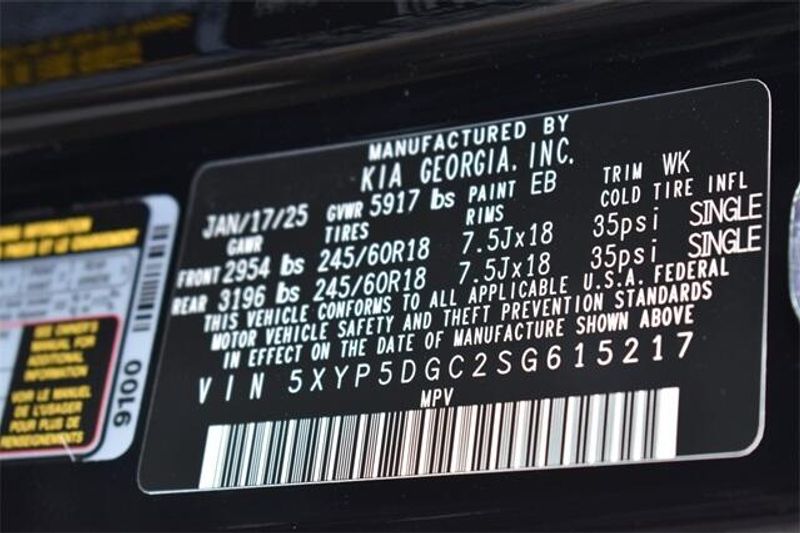 MANUFACTURED BY
KIA GEORGIA, INC.
JAN/17/25 GVWR 5917 lbs PAINT EB TRIM WK
GAWR TIRES RIMS COLD TIRE INFL
FRONT 2954 lbs 245/60R18 7.5Jx18 35psi SINGLE
REAR 3196 lbs 245/60R18 7.5Jx18 35psi SINGLE
THIS VEHICLE CONFORMS TO ALL APPLICABLE U.S.A. FEDERAL
MOTOR VEHICLE SAFETY AND THEFT PREVENTION STANDARDS
IN EFFECT ON THE DATE OF MANUFACTURE SHOWN ABOVE
VIN 5XYP5DGC2SG615217
MPV
INFORMATION
SEE OWNER'S
MANUAL FOR
ADDITIONAL
INFORMATION
VOIR LE MANUEL
DE L'USAGER
POUR PLUS DE
RENSEIGNEMENTS
9100